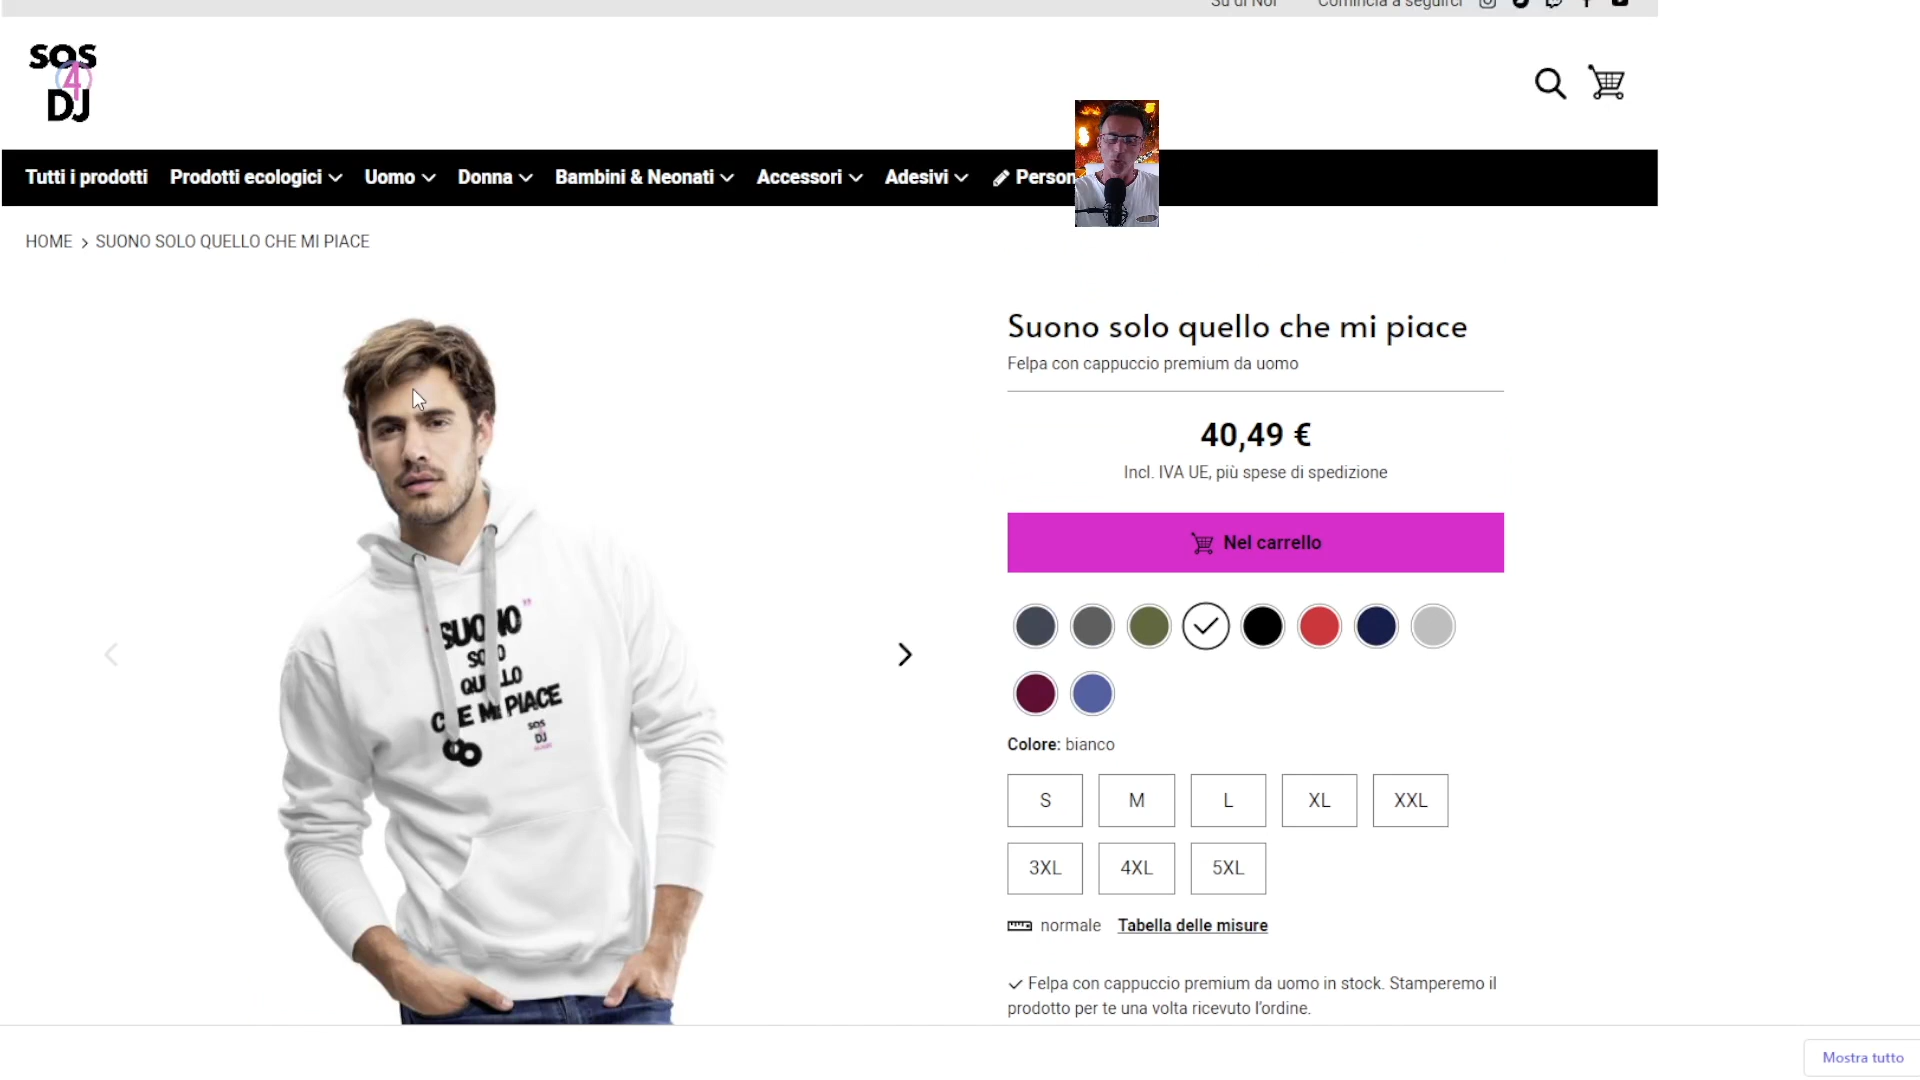 Su di Noi Comincia a seguirci
SOS
4
DJ
Tutti i prodotti Prodotti ecologici Uomo Donna Bambini & Neonati Accessori Adesivi Person
HOME > SUONO SOLO QUELLO CHE MI PIACE
Suono solo quello che mi piace
Felpa con cappuccio premium da uomo
40,49 €
Incl. IVA UE, più spese di spedizione
Nel carrello
"SUONO"
SOLO
QUELLO
CHE MI PIACE
SOS
DJ
Colore: bianco
S M L XL XXL
3XL 4XL 5XL
normale Tabella delle misure
Felpa con cappuccio premium da uomo in stock. Stamperemo il
prodotto per te una volta ricevuto l'ordine.
Mostra tutto